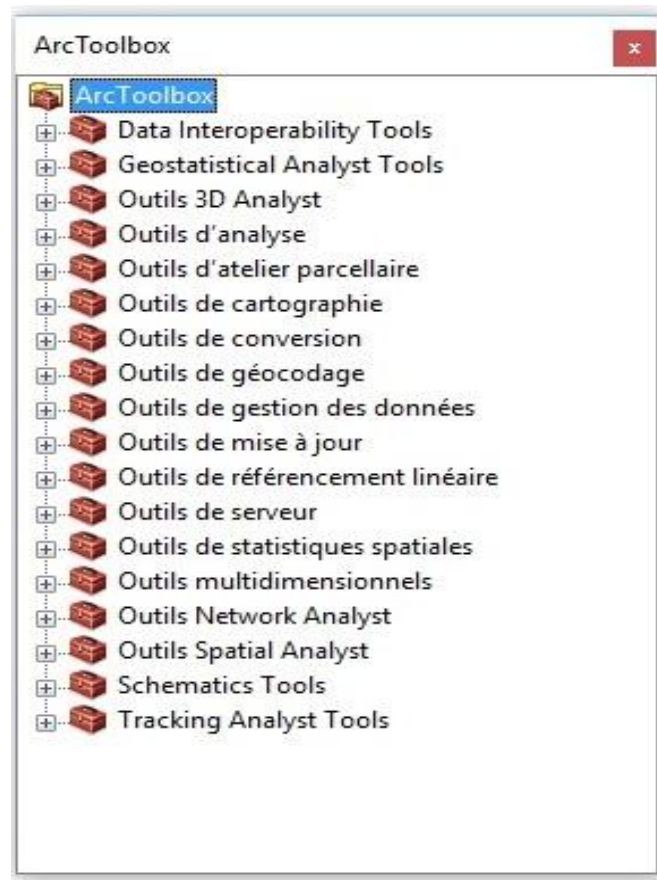 ArcToolbox
x
ArcToolbox
Data Interoperability Tools
Geostatistical Analyst Tools
Outils 3D Analyst
Outils d'analyse
Outils d'atelier parcellaire
Outils de cartographie
Outils de conversion
Outils de géocodage
Outils de gestion des données
Outils de mise à jour
Outils de référencement linéaire
Outils de serveur
Outils de statistiques spatiales
Outils multidimensionnels
Outils Network Analyst
Outils Spatial Analyst
Schematics Tools
Tracking Analyst Tools